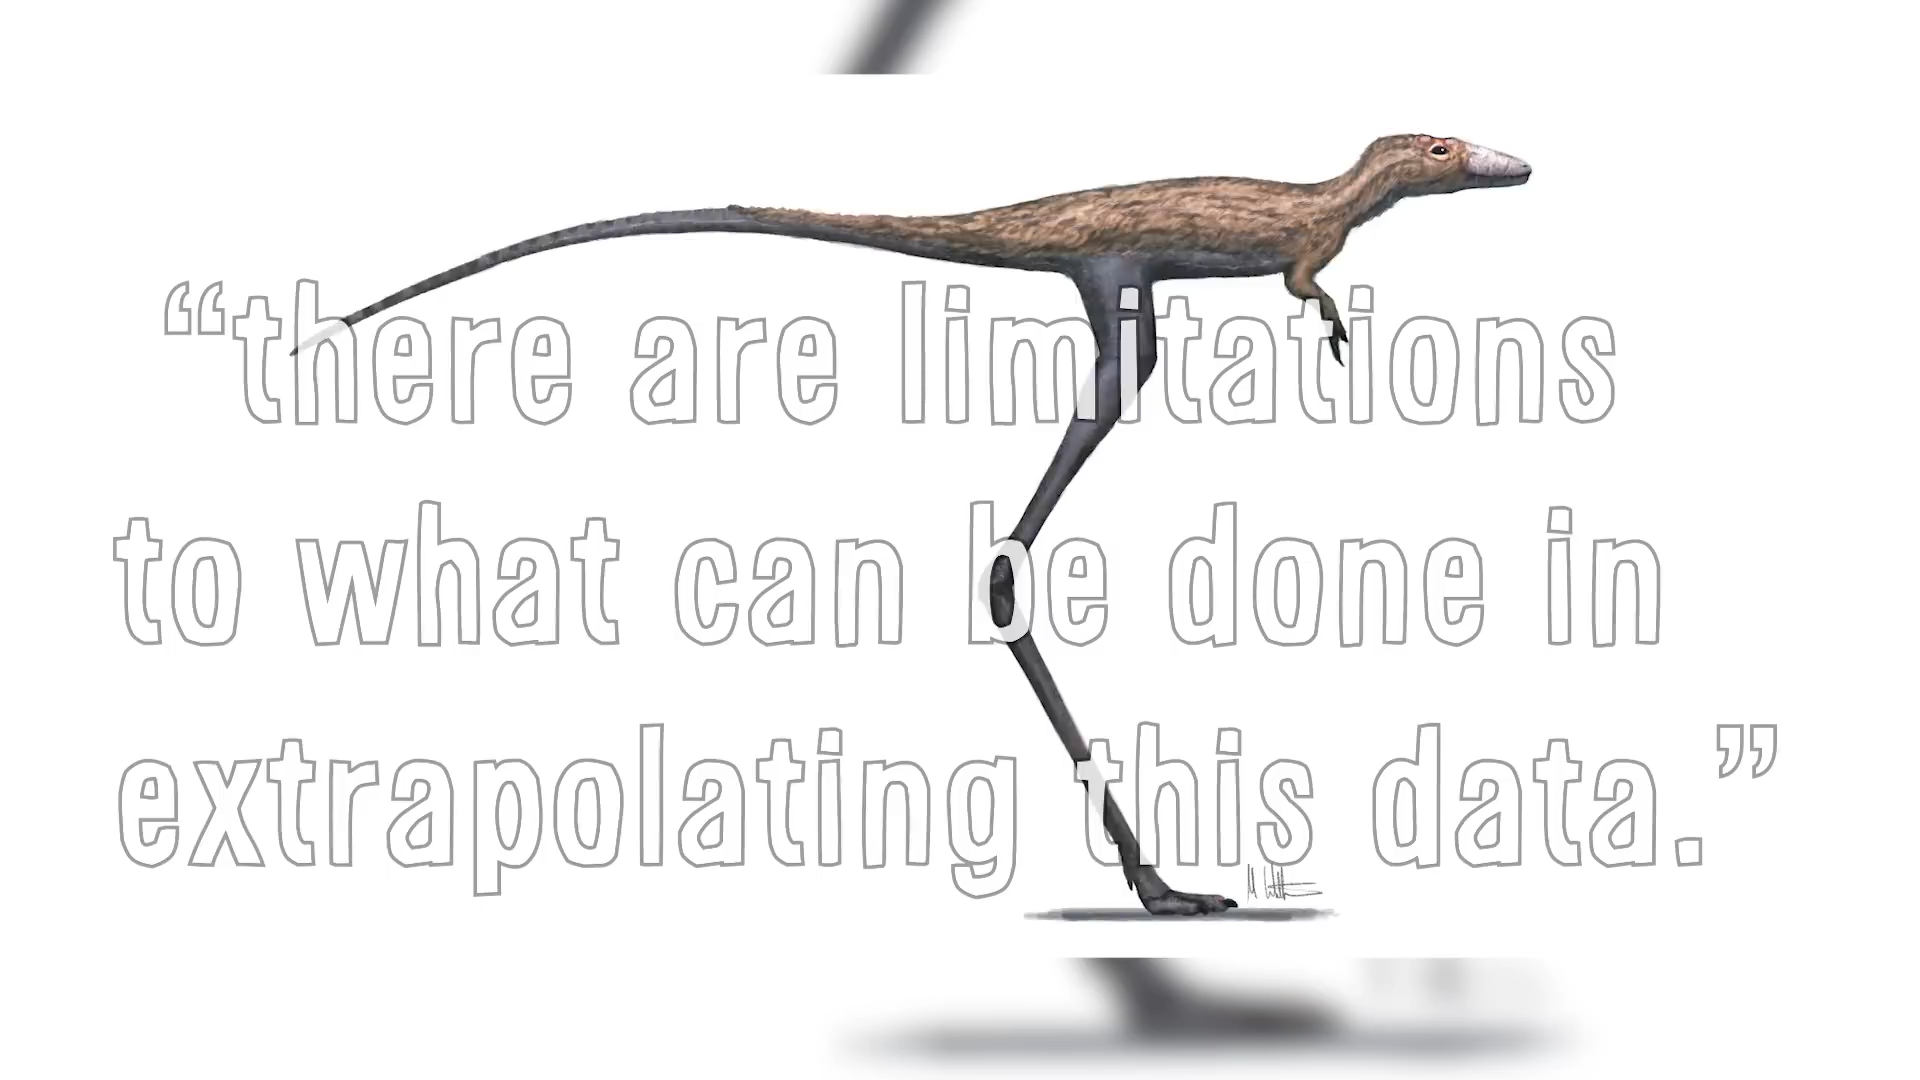 “there are limitations
to what can be done in
extrapolating this data.”